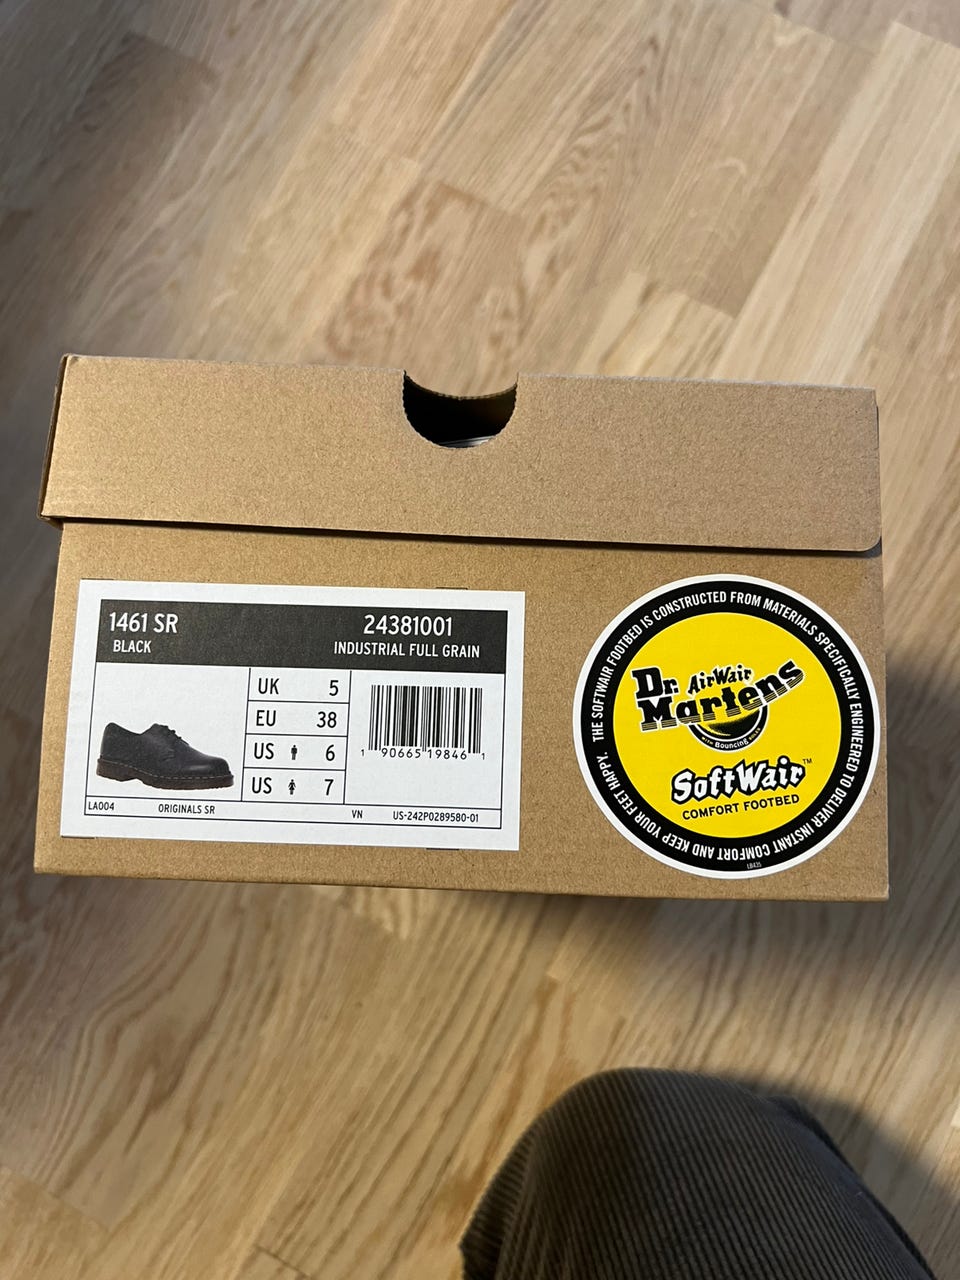 1461 SR 24381001
BLACK INDUSTRIAL FULL GRAIN
UK 5
EU 38
US 6
US 7
1 90665 19846 1
LA004 ORIGINALS SR VN US-242P0289580-01
THE SOFTWAIR FOOTBED IS CONSTRUCTED FROM MATERIALS SPECIFICALLY ENGINEERED TO DELIVER INSTANT COMFORT AND KEEP YOUR FEET HAPPY.
Dr. AirWair
Martens
WITH Bouncing SOLES
SoftWair™
COMFORT FOOTBED